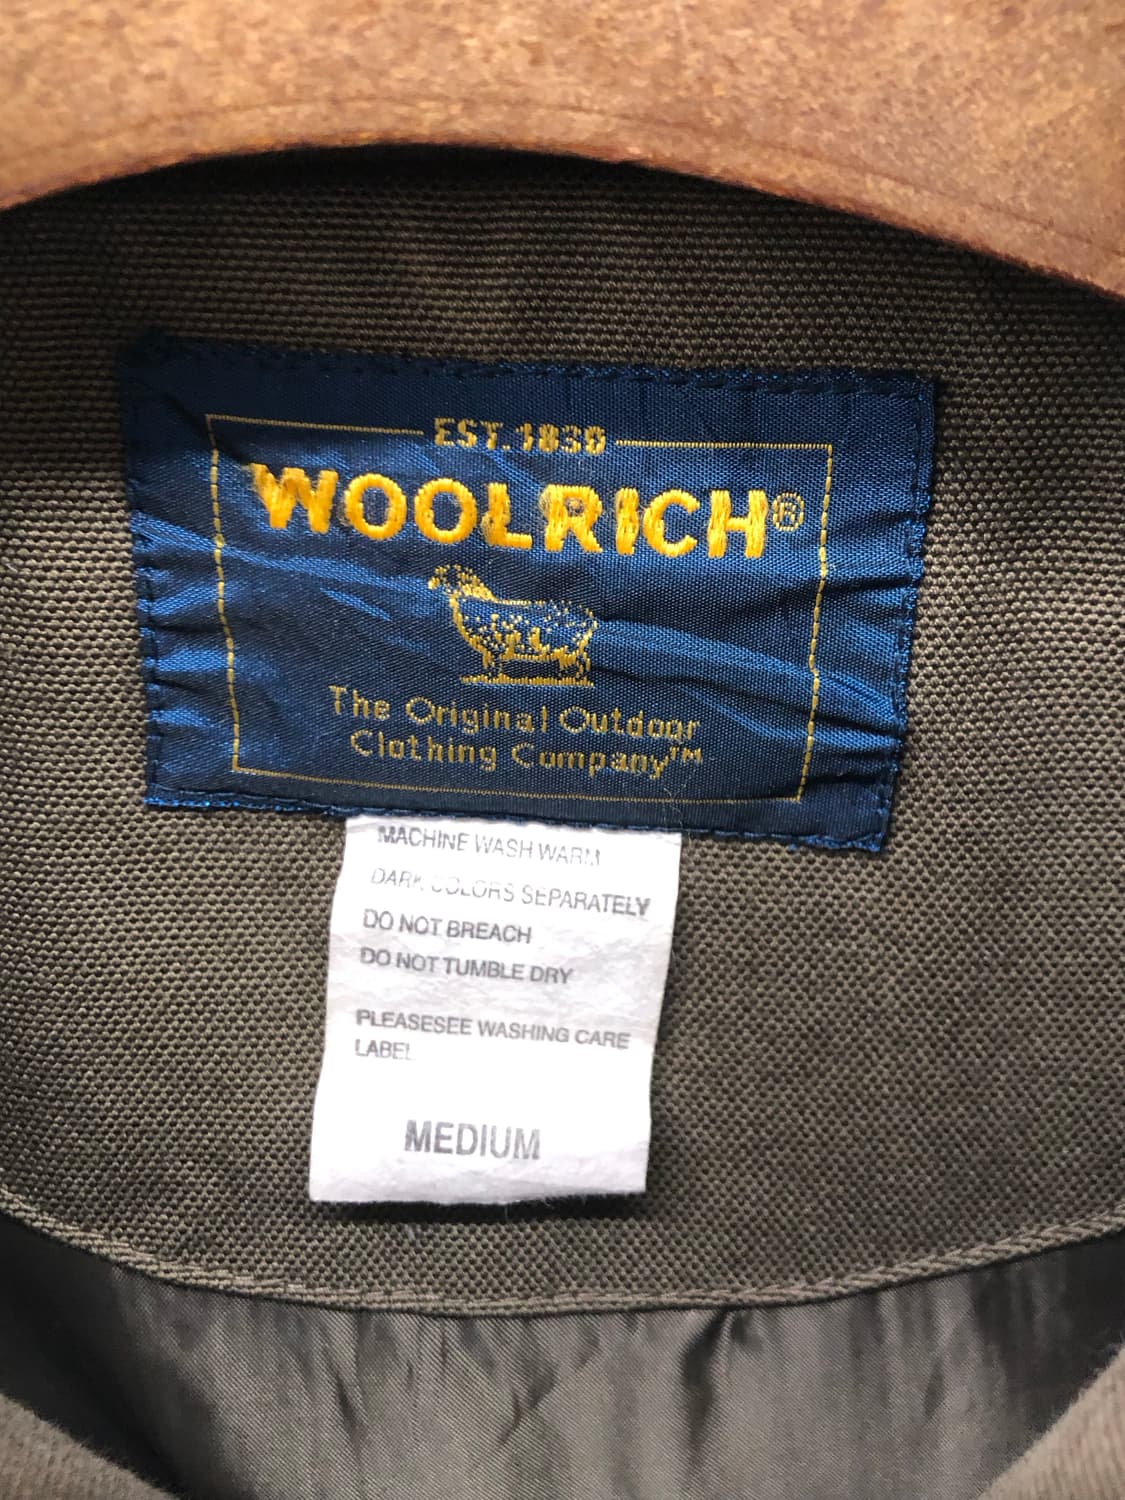 EST. 1830
WOOLRICH®
The Original Outdoor
Clothing Company™
MACHINE WASH WARM
DARK COLORS SEPARATELY
DO NOT BREACH
DO NOT TUMBLE DRY
PLEASESEE WASHING CARE
LABEL
MEDIUM